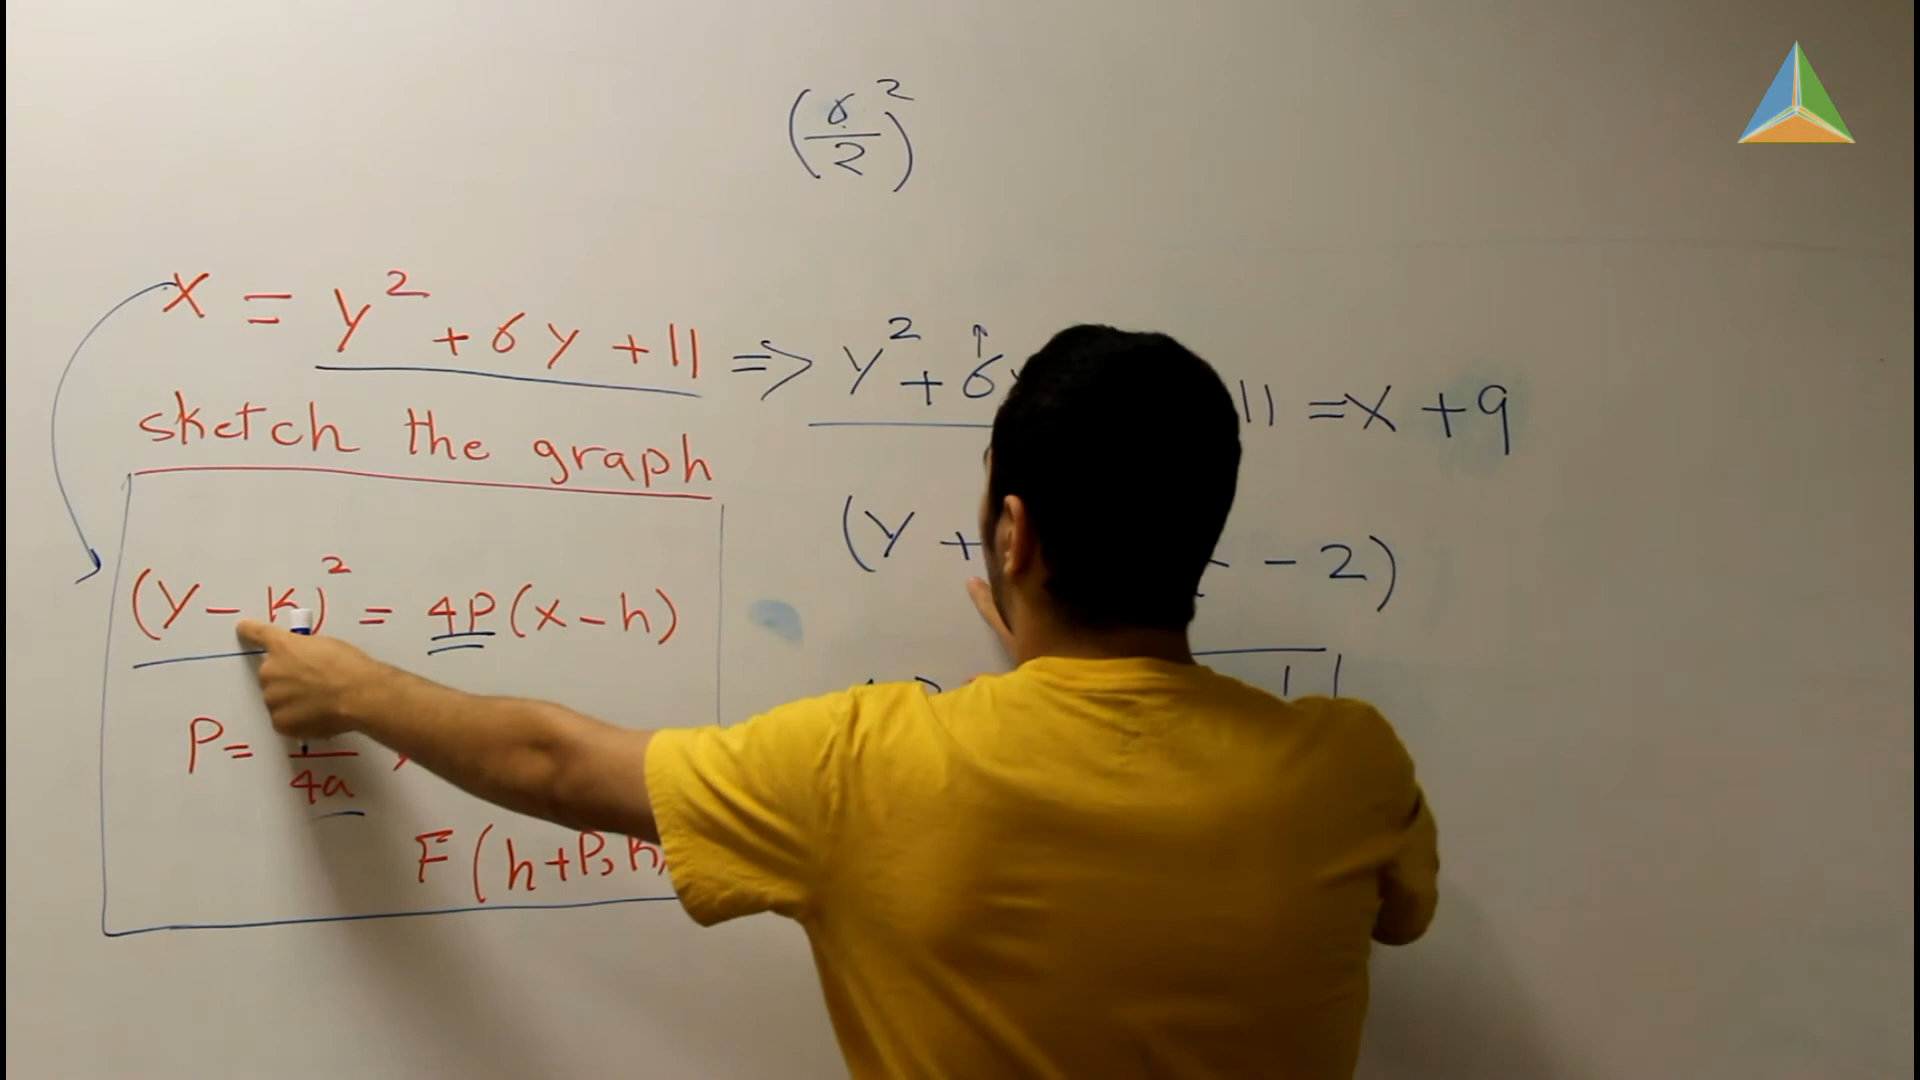 (6/2)²
x = y² + 6y + 11 => y² + 6 11 = x + 9
sketch the graph
(y - k)² = 4P(x - h)
(y + - 2)
P = 4a
F(h+P, k